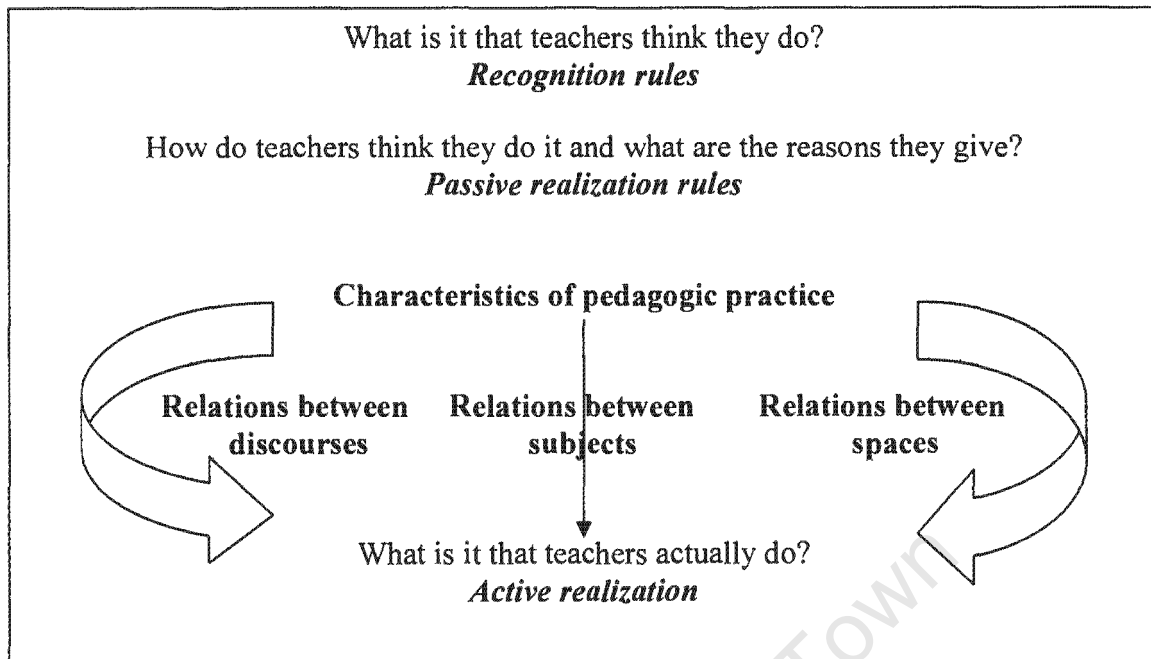 What is it that teachers think they do?
Recognition rules
How do teachers think they do it and what are the reasons they give?
Passive realization rules
Characteristics of pedagogic practice
Relations between discourses
Relations between subjects
Relations between spaces
What is it that teachers actually do?
Active realization
Town